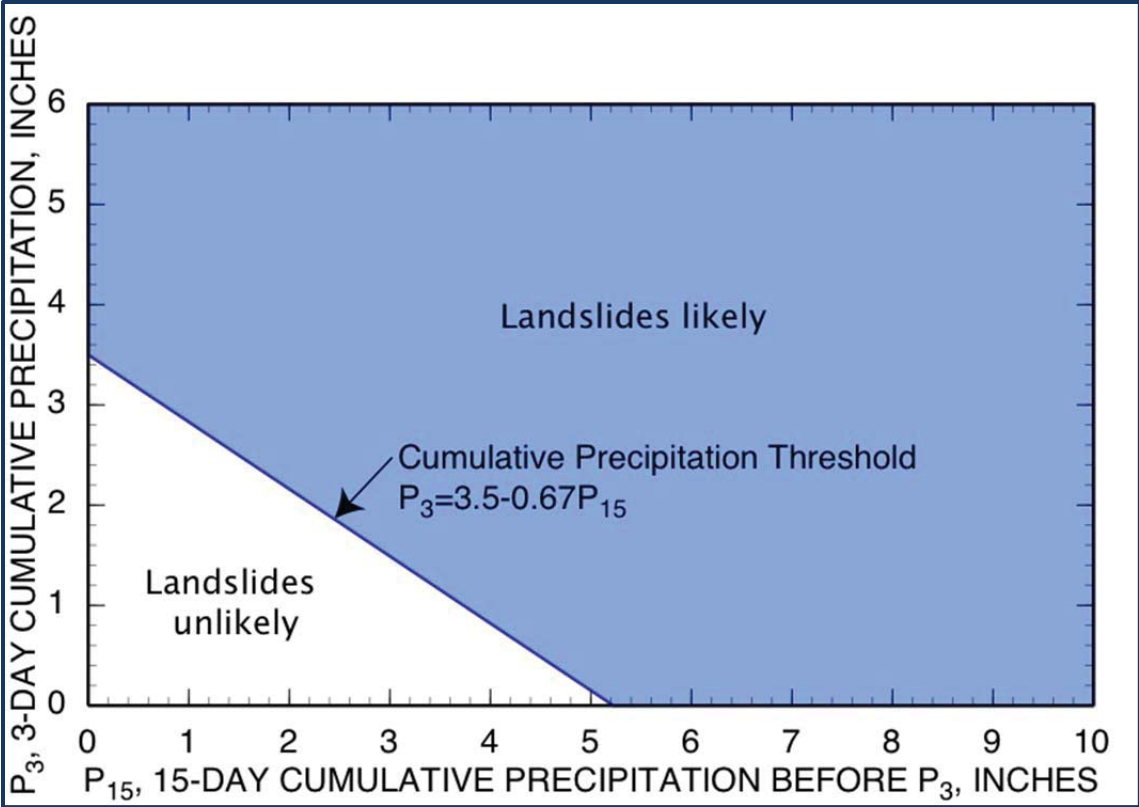 P3, 3-DAY CUMULATIVE PRECIPITATION, INCHES
6
5
4
3
2
1
0
Landslides likely
Cumulative Precipitation Threshold
P3=3.5-0.67P15
Landslides
unlikely
0 1 2 3 4 5 6 7 8 9 10
P15, 15-DAY CUMULATIVE PRECIPITATION BEFORE P3, INCHES